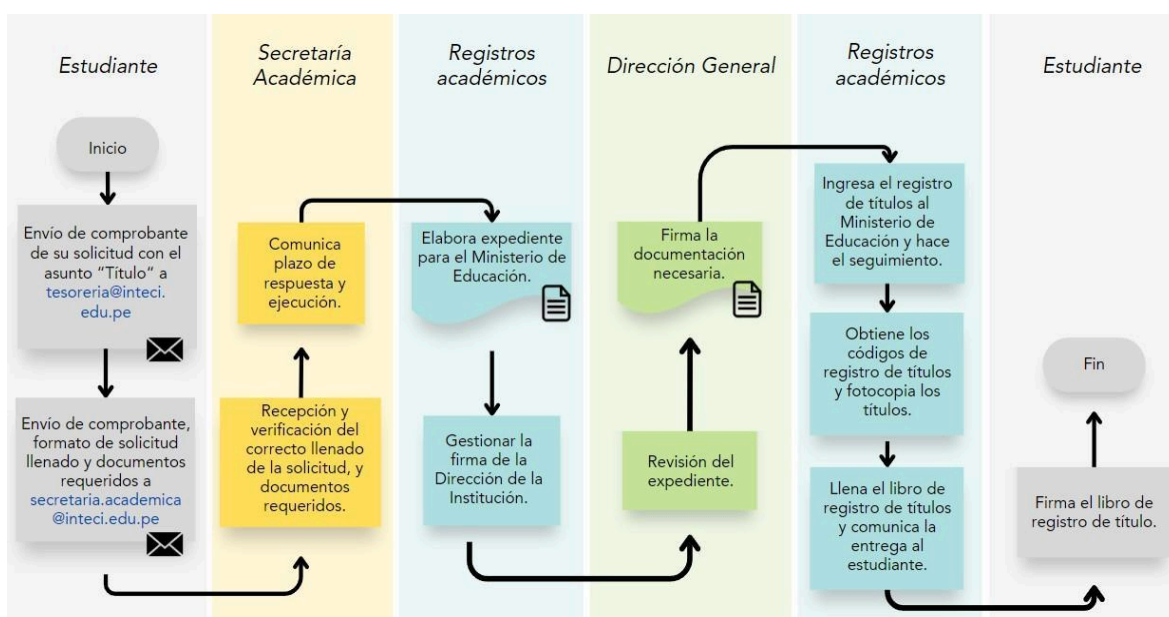 Estudiante
Inicio
Envío de comprobante
de su solicitud con el
asunto "Título" a
tesoreria@inteci.
edu.pe
Envío de comprobante,
formato de solicitud
llenado y documentos
requeridos a
secretaria.academica
@inteci.edu.pe
Secretaría
Académica
Comunica
plazo de
respuesta y
ejecución.
Recepción y
verificación del
correcto llenado
de la solicitud, y
documentos
requeridos.
Registros
académicos
Elabora expediente
para el Ministerio de
Educación.
Gestionar la
firma de la
Dirección de la
Institución.
Dirección General
Firma la
documentación
necesaria.
Revisión del
expediente.
Registros
académicos
Ingresa el registro
de títulos al
Ministerio de
Educación y hace
el seguimiento.
Obtiene los
códigos de
registro de títulos
y fotocopia los
títulos.
Llena el libro de
registro de títulos
y comunica la
entrega al
estudiante.
Estudiante
Fin
Firma el libro de
registro de título.